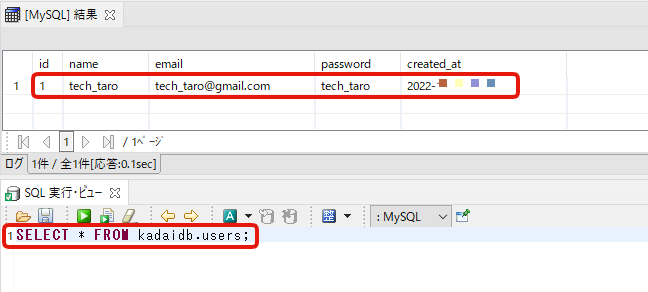 [MySQL] 結果
id name email password created_at
1 1 tech_taro tech_taro@gmail.com tech_taro 2022-
1 / 1ページ
ログ 1件 / 全1件[応答:0.1sec]
SQL 実行・ビュー
A 整 : MySQL
1 SELECT * FROM kadaidb.users;